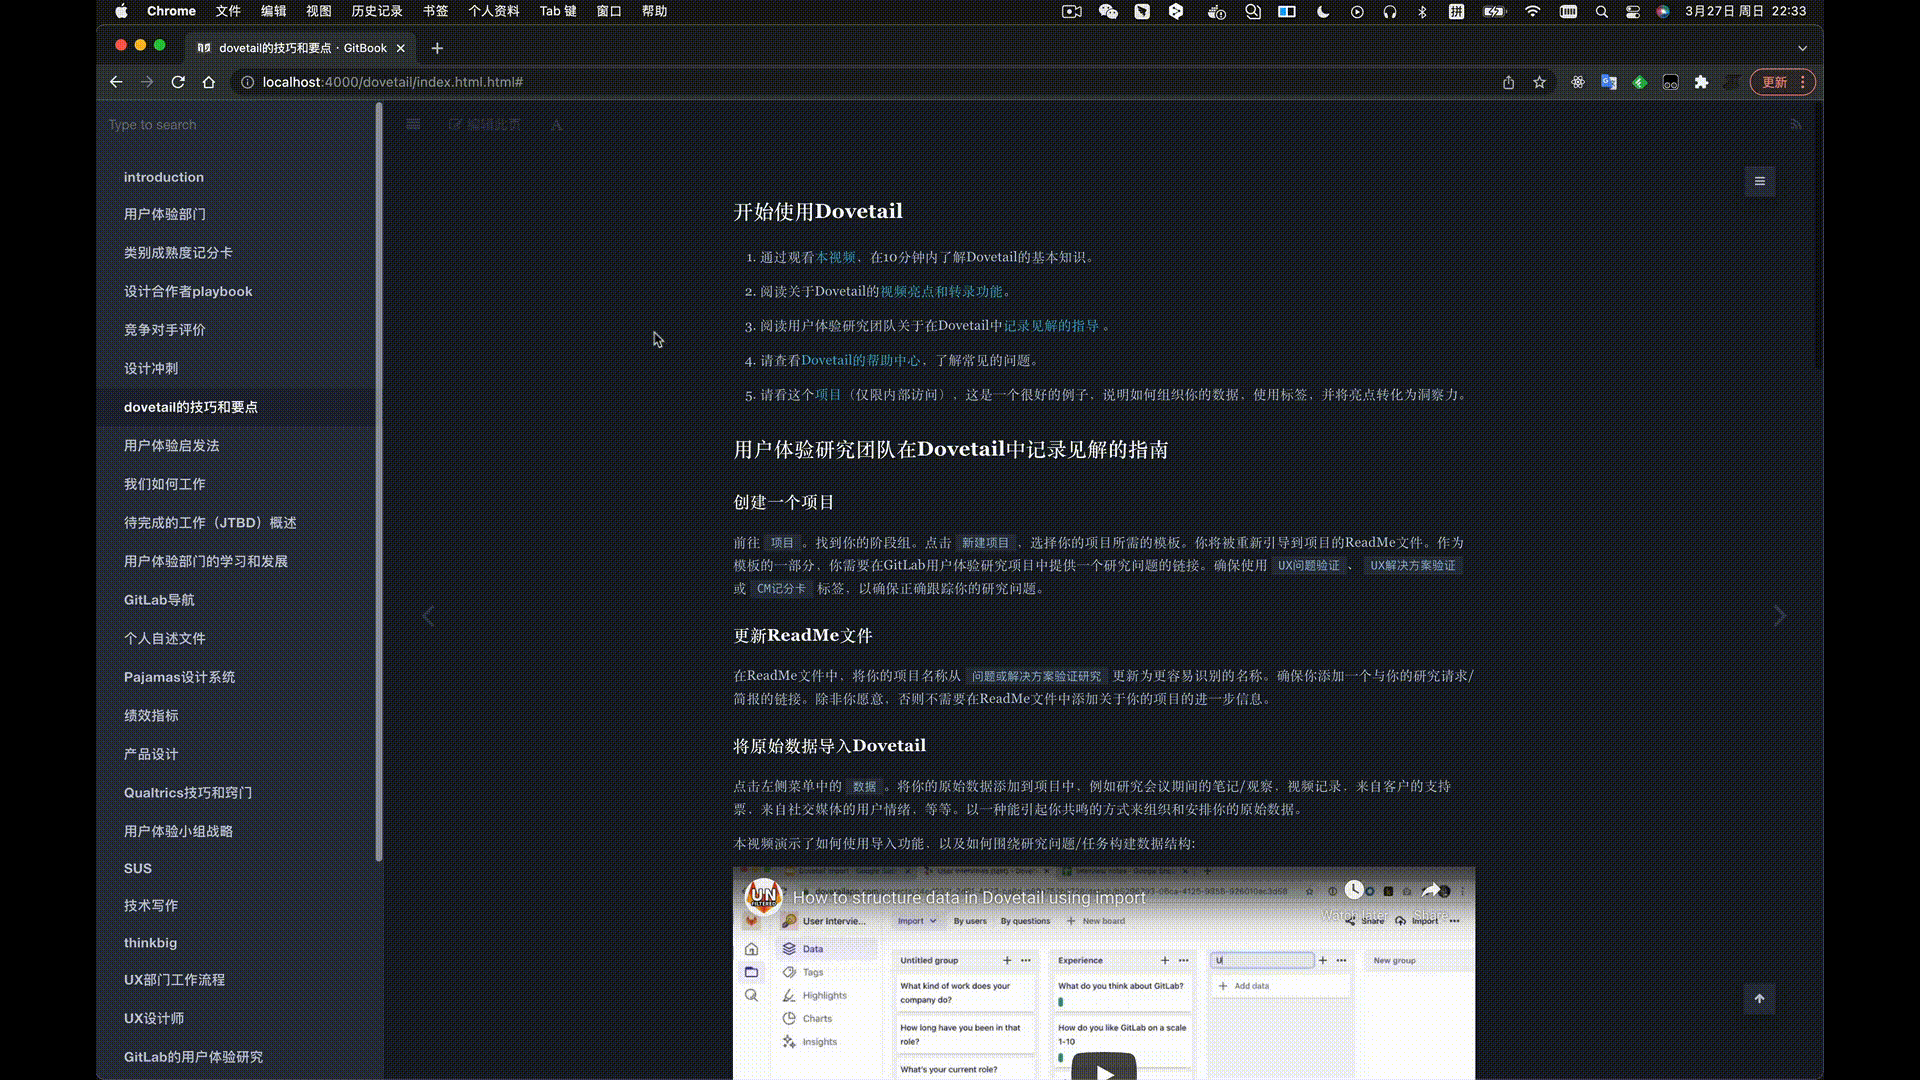 Chrome 文件 编辑 视图 历史记录 书签 个人资料 Tab 键 窗口 帮助 3月27日 周日 22:33
dovetail的技巧和要点 · GitBook
localhost:4000/dovetail/index.html.html#
更新
Type to search
编辑此页
A
introduction
用户体验部门
类别成熟度记分卡
设计合作者playbook
竞争对手评价
设计冲刺
dovetail的技巧和要点
用户体验启发法
我们如何工作
待完成的工作（JTBD）概述
用户体验部门的学习和发展
GitLab导航
个人自述文件
Pajamas设计系统
绩效指标
产品设计
Qualtrics技巧和窍门
用户体验小组战略
SUS
技术写作
thinkbig
UX部门工作流程
UX设计师
GitLab的用户体验研究
开始使用Dovetail
1. 通过观看本视频，在10分钟内了解Dovetail的基本知识。
2. 阅读关于Dovetail的视频亮点和转录功能。
3. 阅读用户体验研究团队关于在Dovetail中记录见解的指导 。
4. 请查看Dovetail的帮助中心，了解常见的问题。
5. 请看这个项目（仅限内部访问），这是一个很好的例子，说明如何组织你的数据，使用标签，并将亮点转化为洞察力。
用户体验研究团队在Dovetail中记录见解的指南
创建一个项目
前往 项目 。找到你的阶段组。点击 新建项目 ，选择你的项目所需的模板。你将被重新引导到项目的ReadMe文件。作为
模板的一部分，你需要在GitLab用户体验研究项目中提供一个研究问题的链接。确保使用 UX问题验证 、 UX解决方案验证
或 CM记分卡 标签，以确保正确跟踪你的研究问题。
更新ReadMe文件
在ReadMe文件中，将你的项目名称从 问题或解决方案验证研究 更新为更容易识别的名称。确保你添加一个与你的研究请求/
简报的链接。除非你愿意，否则不需要在ReadMe文件中添加关于你的项目的进一步信息。
将原始数据导入Dovetail
点击左侧菜单中的 数据 。将你的原始数据添加到项目中，例如研究会议期间的笔记/观察，视频记录，来自客户的支持
票，来自社交媒体的用户情绪，等等。以一种能引起你共鸣的方式来组织和安排你的原始数据。
本视频演示了如何使用导入功能，以及如何围绕研究问题/任务构建数据结构:
UN
FILTERED
How to structure data in Dovetail using import
Watch later Share
User Intervie... Import By users By questions New board Share Import
Data
Tags
Highlights
Charts
Insights
Untitled group
What kind of work does your
company do?
How long have you been in that
role?
What's your current role?
Experience
What do you think about GitLab?
How do you like GitLab on a scale
1-10
U
Add data
New group